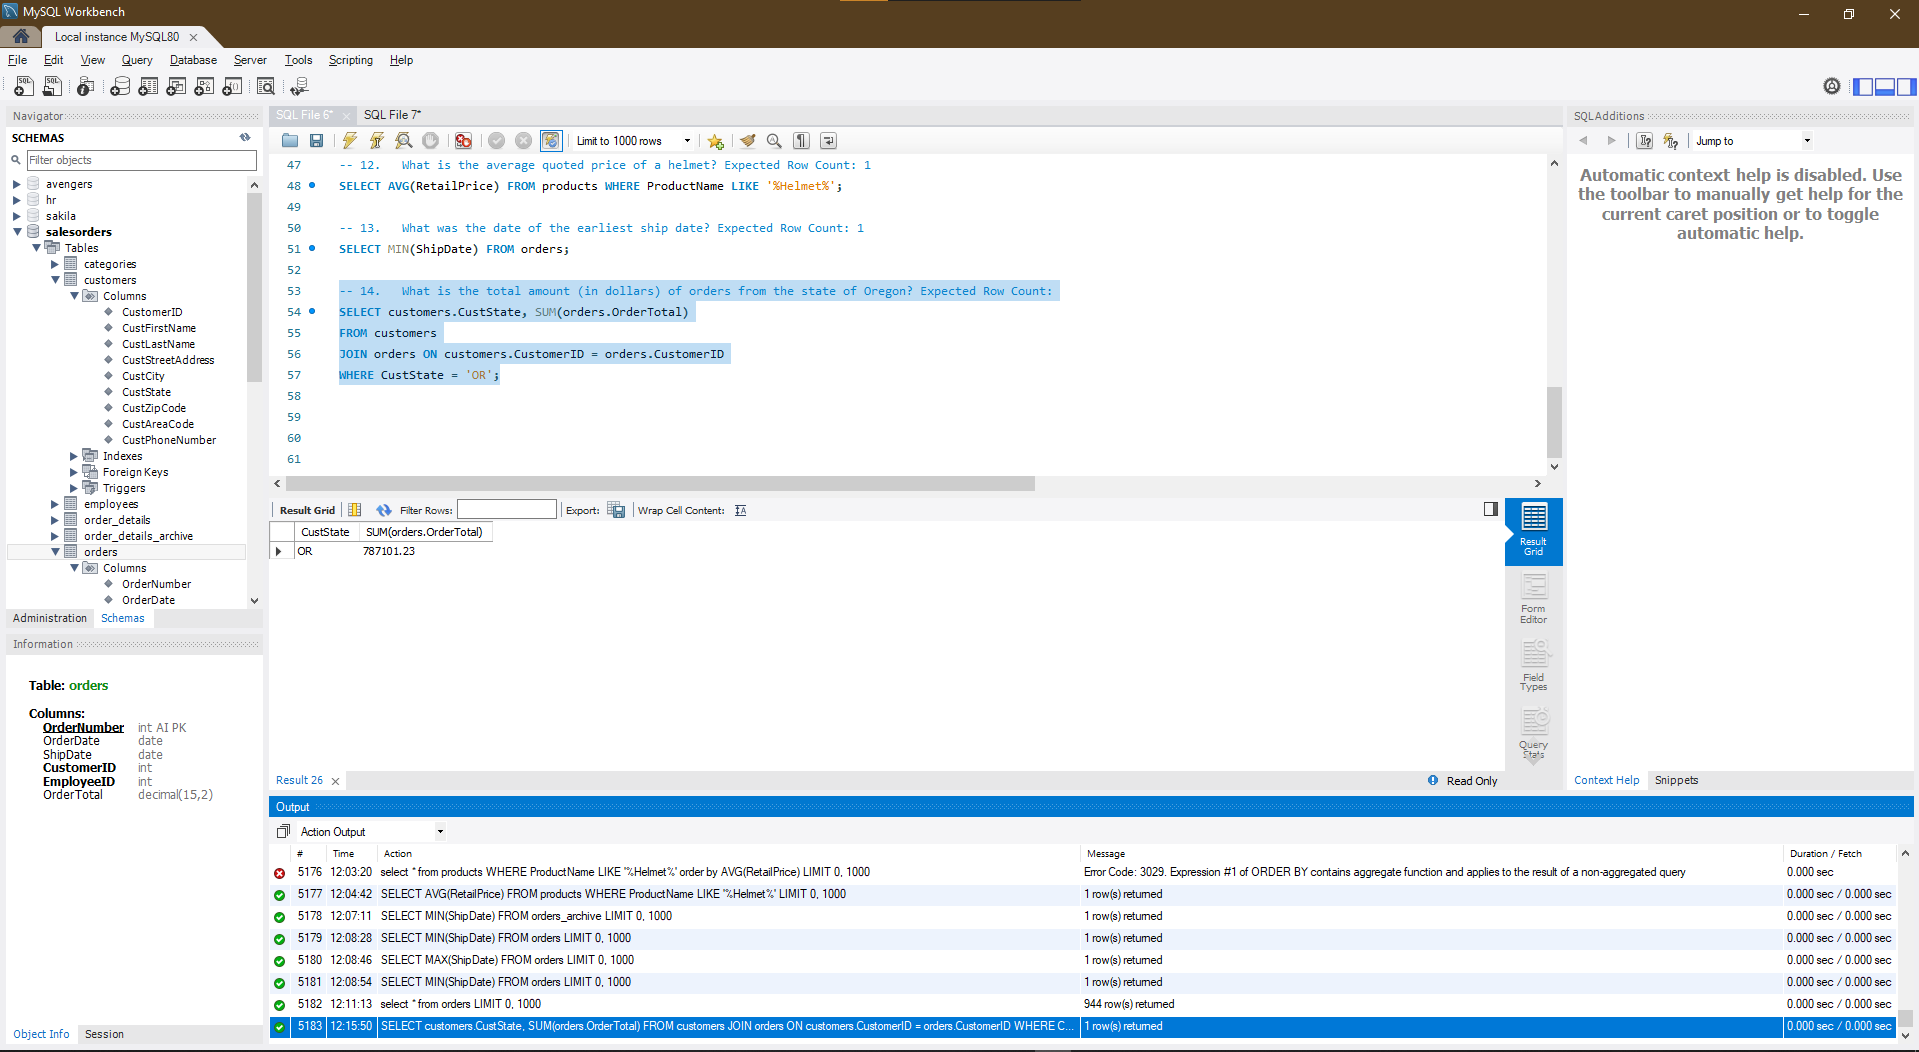 MySQL Workbench
Local instance MySQL80
File Edit View Query Database Server Tools Scripting Help
Navigator
SCHEMAS
Filter objects
avengers
hr
sakila
salesorders
Tables
categories
customers
Columns
CustomerID
CustFirstName
CustLastName
CustStreetAddress
CustCity
CustState
CustZipCode
CustAreaCode
CustPhoneNumber
Indexes
Foreign Keys
Triggers
employees
order_details
order_details_archive
orders
Columns
OrderNumber
OrderDate
Administration Schemas
Information
Table: orders
Columns:
OrderNumber int AI PK
OrderDate date
ShipDate date
CustomerID int
EmployeeID int
OrderTotal decimal(15,2)
Object Info Session
SQL File 6* SQL File 7*
Limit to 1000 rows
47 -- 12. What is the average quoted price of a helmet? Expected Row Count: 1
48 SELECT AVG(RetailPrice) FROM products WHERE ProductName LIKE '%Helmet%';
49
50 -- 13. What was the date of the earliest ship date? Expected Row Count: 1
51 SELECT MIN(ShipDate) FROM orders;
52
53 -- 14. What is the total amount (in dollars) of orders from the state of Oregon? Expected Row Count:
54 SELECT customers.CustState, SUM(orders.OrderTotal)
55 FROM customers
56 JOIN orders ON customers.CustomerID = orders.CustomerID
57 WHERE CustState = 'OR';
58
59
60
61
Result Grid Filter Rows: Export: Wrap Cell Content:
CustState SUM(orders.OrderTotal)
OR 787101.23
Result Grid
Form Editor
Field Types
Query Stats
Result 26 Read Only
SQLAdditions
Jump to
Automatic context help is disabled. Use
the toolbar to manually get help for the
current caret position or to toggle
automatic help.
Context Help Snippets
Output
Action Output
# Time Action Message Duration / Fetch
5176 12:03:20 select * from products WHERE ProductName LIKE '%Helmet%' order by AVG(RetailPrice) LIMIT 0, 1000 Error Code: 3029. Expression #1 of ORDER BY contains aggregate function and applies to the result of a non-aggregated query 0.000 sec
5177 12:04:42 SELECT AVG(RetailPrice) FROM products WHERE ProductName LIKE '%Helmet%' LIMIT 0, 1000 1 row(s) returned 0.000 sec / 0.000 sec
5178 12:07:11 SELECT MIN(ShipDate) FROM orders_archive LIMIT 0, 1000 1 row(s) returned 0.000 sec / 0.000 sec
5179 12:08:28 SELECT MIN(ShipDate) FROM orders LIMIT 0, 1000 1 row(s) returned 0.000 sec / 0.000 sec
5180 12:08:46 SELECT MAX(ShipDate) FROM orders LIMIT 0, 1000 1 row(s) returned 0.000 sec / 0.000 sec
5181 12:08:54 SELECT MIN(ShipDate) FROM orders LIMIT 0, 1000 1 row(s) returned 0.000 sec / 0.000 sec
5182 12:11:13 select * from orders LIMIT 0, 1000 944 row(s) returned 0.000 sec / 0.000 sec
5183 12:15:50 SELECT customers.CustState, SUM(orders.OrderTotal) FROM customers JOIN orders ON customers.CustomerID = orders.CustomerID WHERE C... 1 row(s) returned 0.000 sec / 0.000 sec